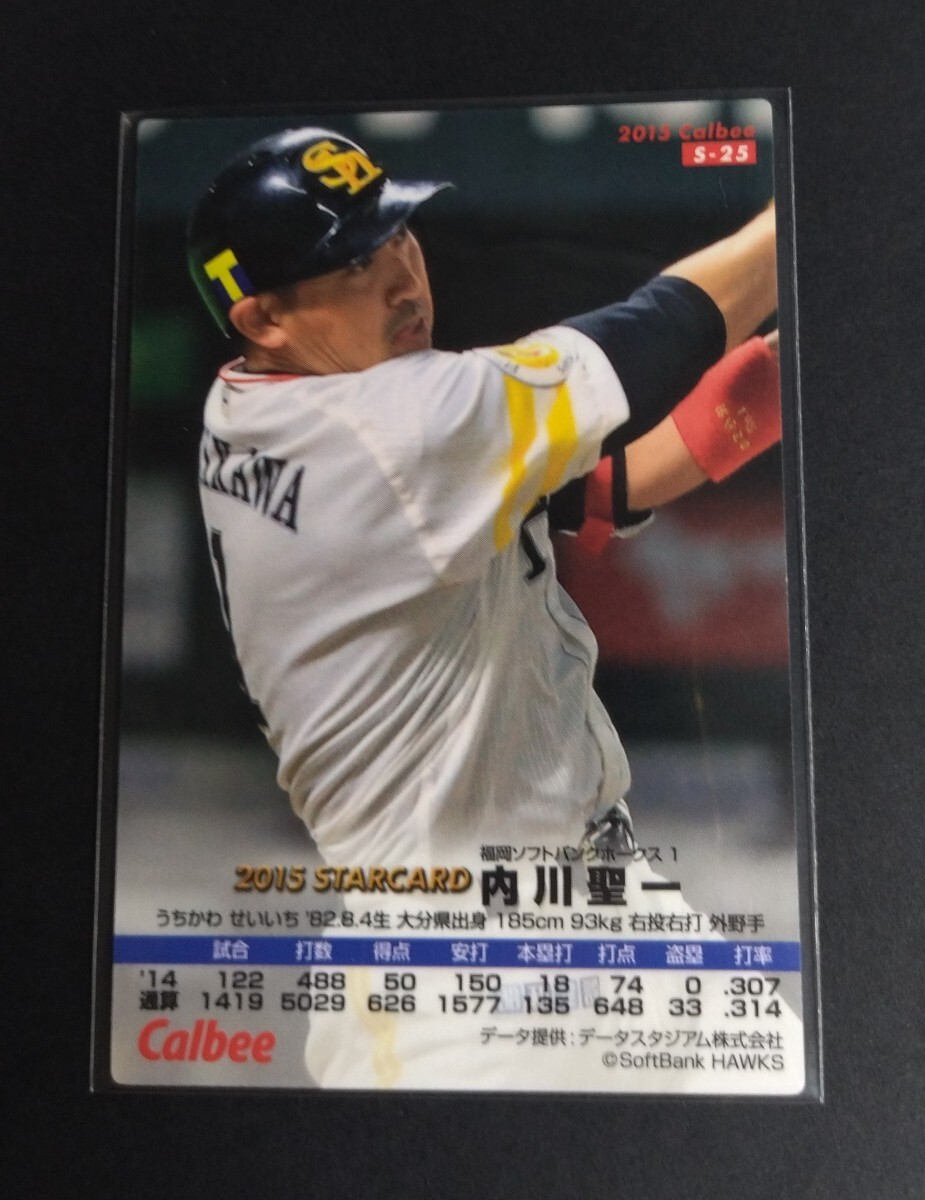 2015 Calbee
S-25
SH
T
KAWA
1
福岡ソフトバンクホークス 1
2015 STARCARD 内川聖一
うちかわ せいいち '82.8.4生 大分県出身 185cm 93kg 右投右打 外野手
試合 打数 得点 安打 本塁打 打点 盗塁 打率
'14 122 488 50 150 18 74 0 .307
通算 1419 5029 626 1577 135 648 33 .314
Calbee
データ提供:データスタジアム株式会社
©SoftBank HAWKS